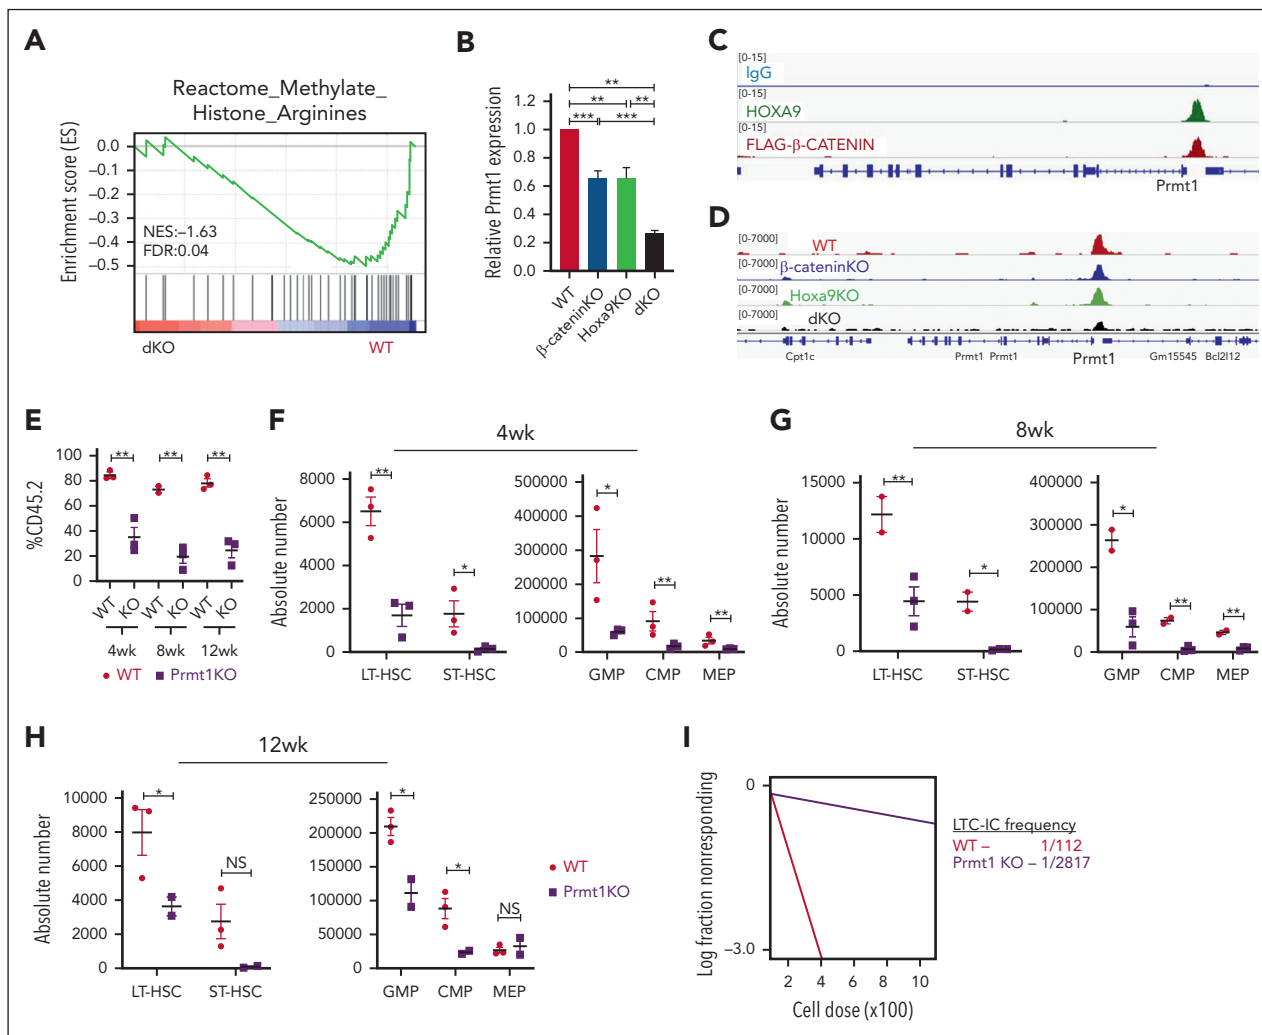 A
Reactome_Methylate_
Histone_Arginines
Enrichment score (ES)
0.0
−0.1
−0.2
−0.3
−0.4
−0.5
NES:−1.63
FDR:0.04
dKO
WT
B
Relative Prmt1 expression
1.2
1.0
0.8
0.6
0.4
0.2
0.0
**
** **
*** ***
WT
β-cateninKO
Hoxa9KO
dKO
C
[0-15]
IgG
[0-15]
HOXA9
[0-15]
FLAG-β-CATENIN
Prmt1
D
[0-7000]
WT
[0-7000]
β-cateninKO
[0-7000]
Hoxa9KO
[0-7000]
dKO
Cpt1c Prmt1 Prmt1 Prmt1 Gm15545 Bcl2l12
E
%CD45.2
100
80
60
40
20
0
** ** **
WT KO WT KO WT KO
4wk 8wk 12wk
WT Prmt1KO
F
4wk
Absolute number
8000
6000
4000
2000
0
** *
LT-HSC ST-HSC
500000
400000
300000
200000
100000
0
* ** **
GMP CMP MEP
G
8wk
Absolute number
15000
10000
5000
0
** *
LT-HSC ST-HSC
400000
300000
200000
100000
0
* ** **
GMP CMP MEP
H
12wk
Absolute number
10000
8000
6000
4000
2000
0
* NS
LT-HSC ST-HSC
250000
200000
150000
100000
50000
0
* * NS
GMP CMP MEP
WT
Prmt1KO
I
Log fraction nonresponding
0
−3.0
2 4 6 8 10
Cell dose (x100)
LTC-IC frequency
WT – 1/112
Prmt1 KO – 1/2817